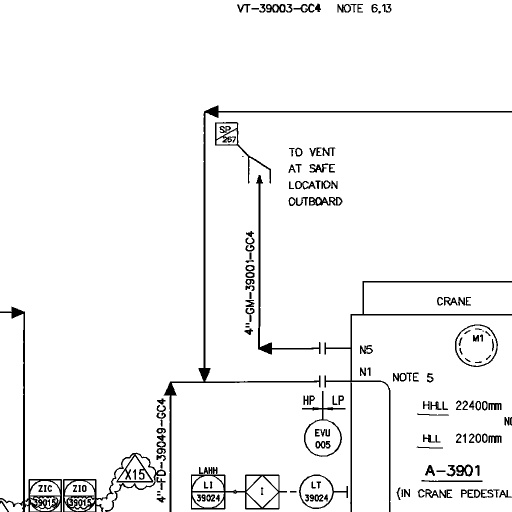 VT-39003-GC4 NOTE 6,13
SP
267
TO VENT
AT SAFE
LOCATION
OUTBOARD
4"-GM-39001-GC4
CRANE
M1
N5
N1
NOTE 5
HP
LP
HHLL 22400mm
EVU
005
HLL 21200mm
4"-FD-39049-GC4
X15
LAHH
A-3901
ZIC
39015
ZIO
39015
LI
39024
I
LT
39024
(IN CRANE PEDESTAL